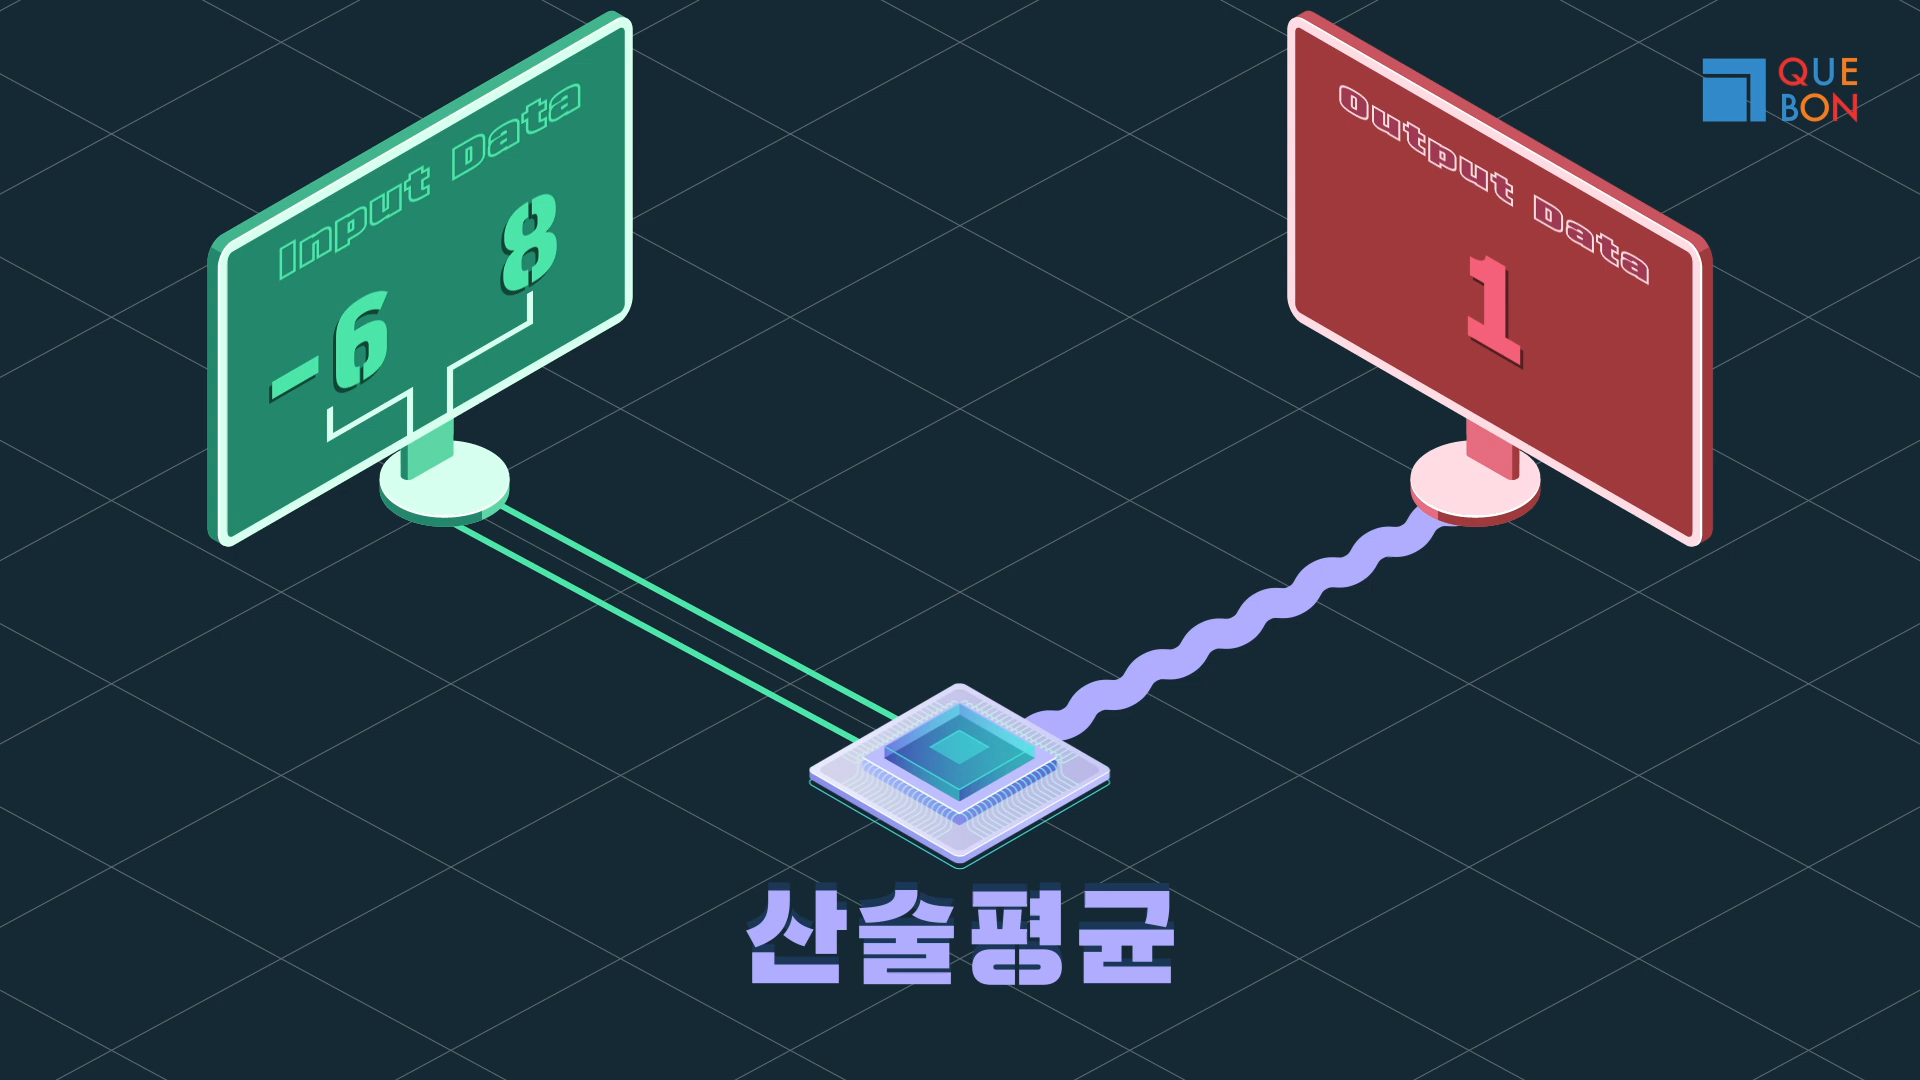 Input Data
-6
8
Output Data
1
QUE
BON
산술평균